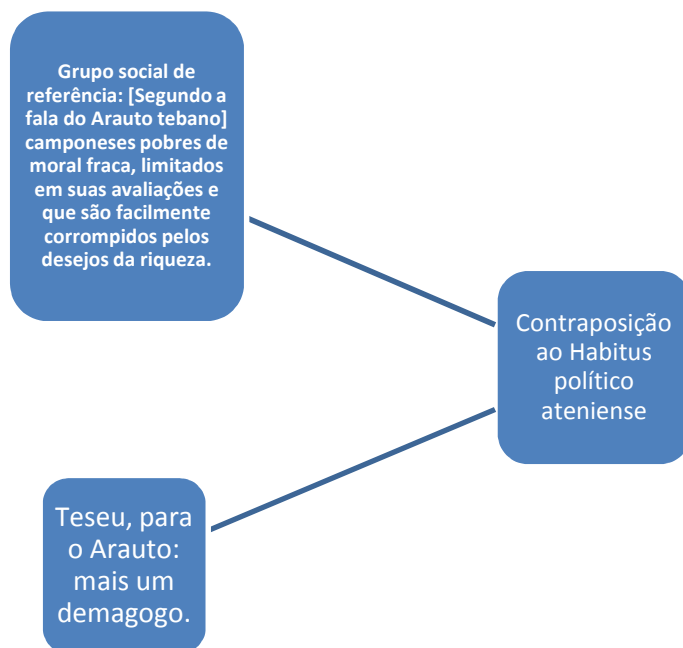 Grupo social de
referência: [Segundo a
fala do Arauto tebano]
camponeses pobres de
moral fraca, limitados
em suas avaliações e
que são facilmente
corrompidos pelos
desejos da riqueza.
Contraposição
ao Habitus
político
ateniense
Teseu, para
o Arauto:
mais um
demagogo.